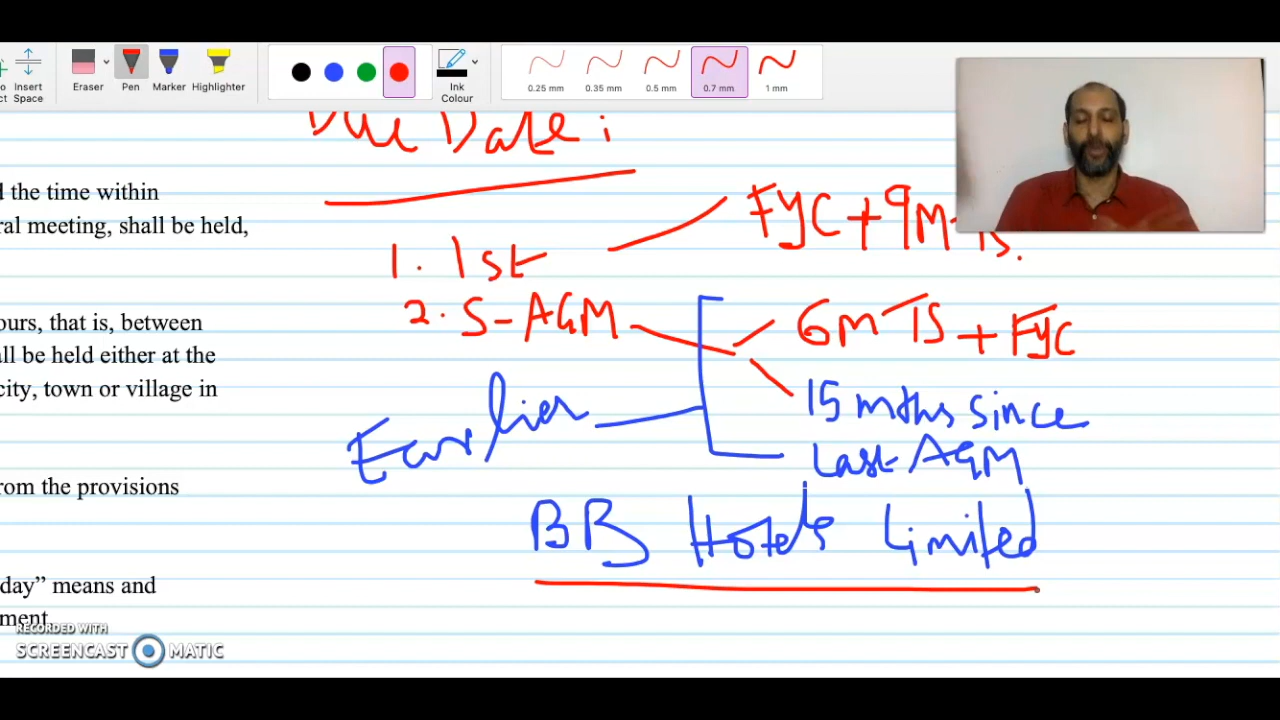 Insert
Space
Eraser
Pen
Marker
Highlighter
Ink
Colour
0.25 mm
0.35 mm
0.5 mm
0.7 mm
1 mm
Due Date :
the time within
ral meeting, shall be held,
1. 1st FYC + 9M
2. S-AGM 6M TS + FYC
ours, that is, between
ll be held either at the
city, town or village in
Earlier
15 mths since
Last AGM
rom the provisions
BB Hotels Limited
day” means and
ment.
RECORDED WITH
SCREENCAST MATIC